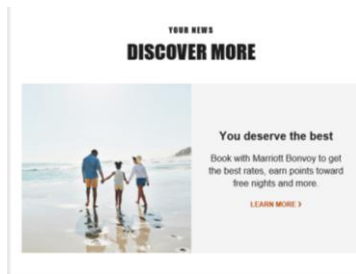 YOUR NEWS
DISCOVER MORE
You deserve the best
Book with Marriott Bonvoy to get
the best rates, earn points toward
free nights and more.
LEARN MORE >